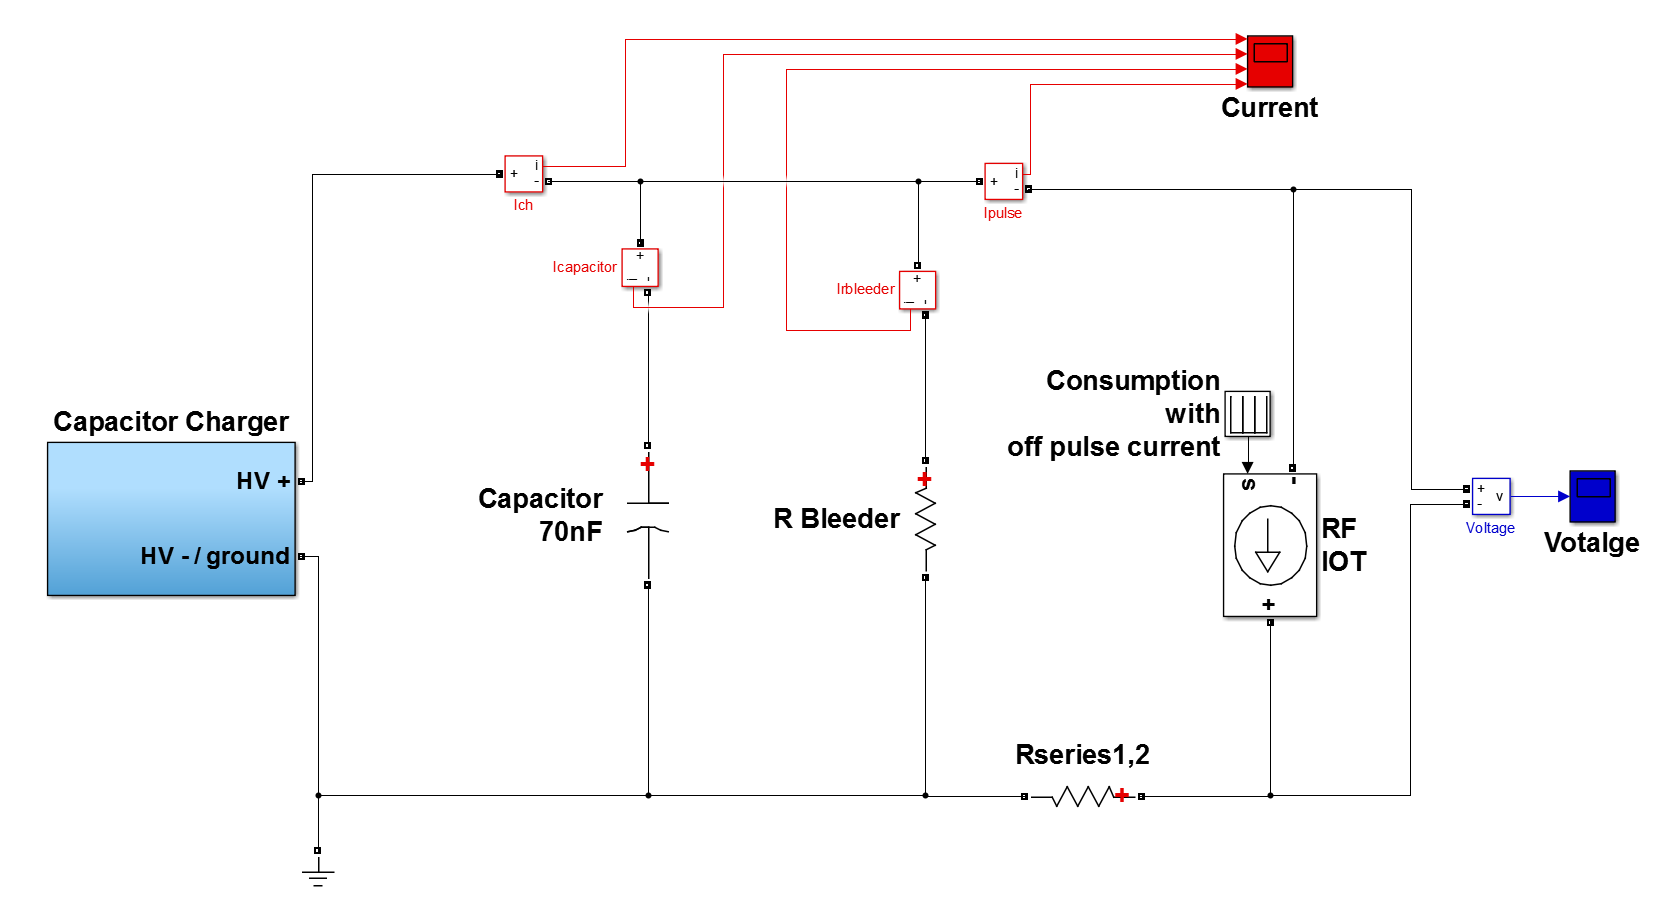 Current
+
i
-
Ich
+
i
-
Ipulse
Icapacitor
+
-
Irbleeder
+
-
Consumption
with
off pulse current
Capacitor Charger
HV +
HV - / ground
Capacitor
70nF
R Bleeder
s
-
+
RF
IOT
+
-
v
Voltage
Votalge
Rseries1,2